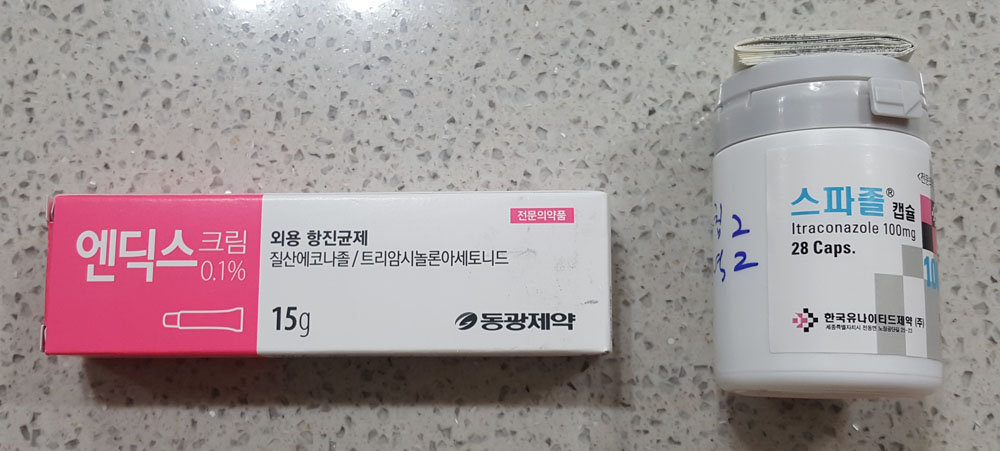 엔딕스 크림
0.1%
전문의약품
외용 항진균제
질산에코나졸/트리암시놀론아세토니드
15g
동광제약
스파졸® 캡슐
Itraconazole 100mg
28 Caps.
2
2
10
한국유나이티드제약 (주)